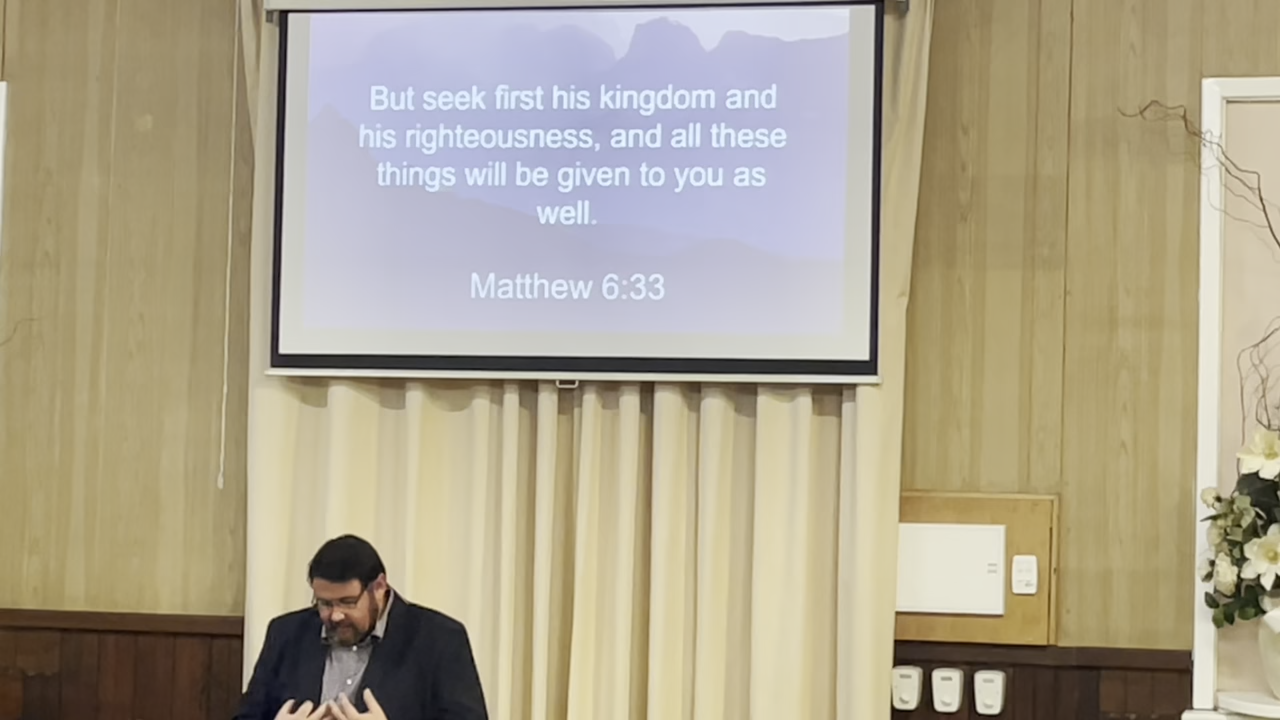 But seek first his kingdom and
his righteousness, and all these
things will be given to you as
well.
Matthew 6:33